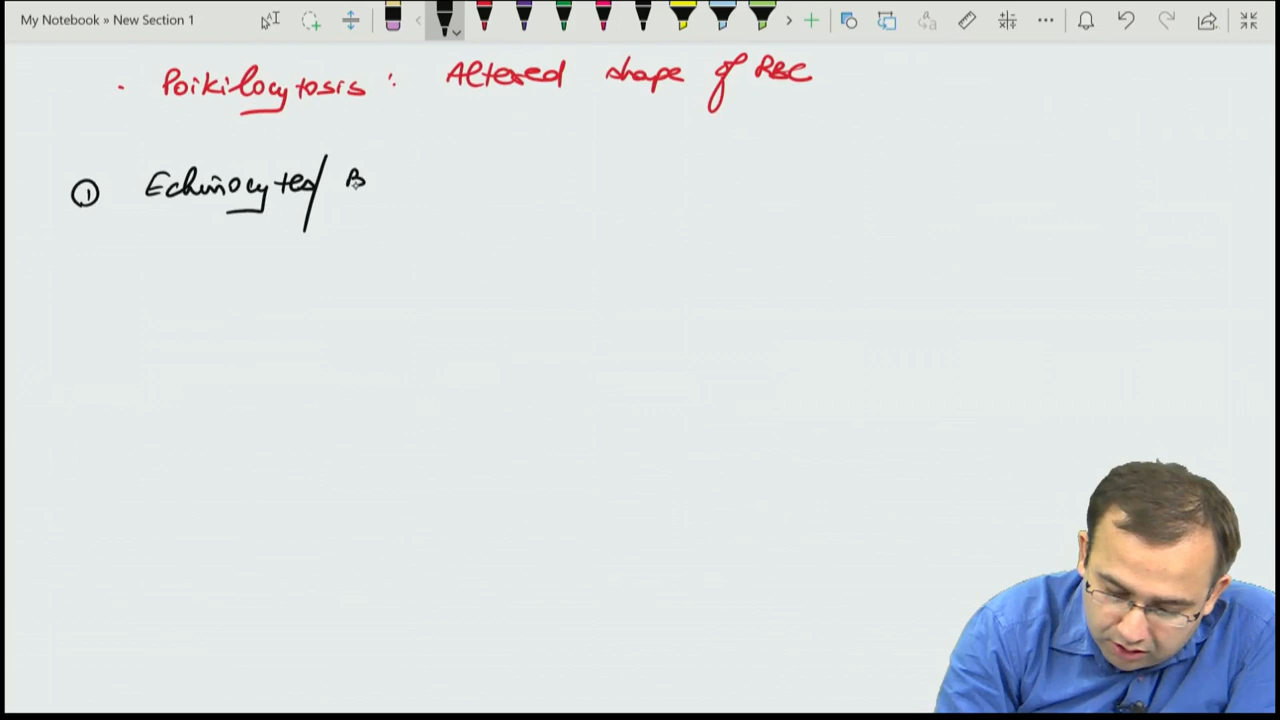 My Notebook » New Section 1
· Poikilocytosis : Altered shape of RBC
① Echinocytes/ B